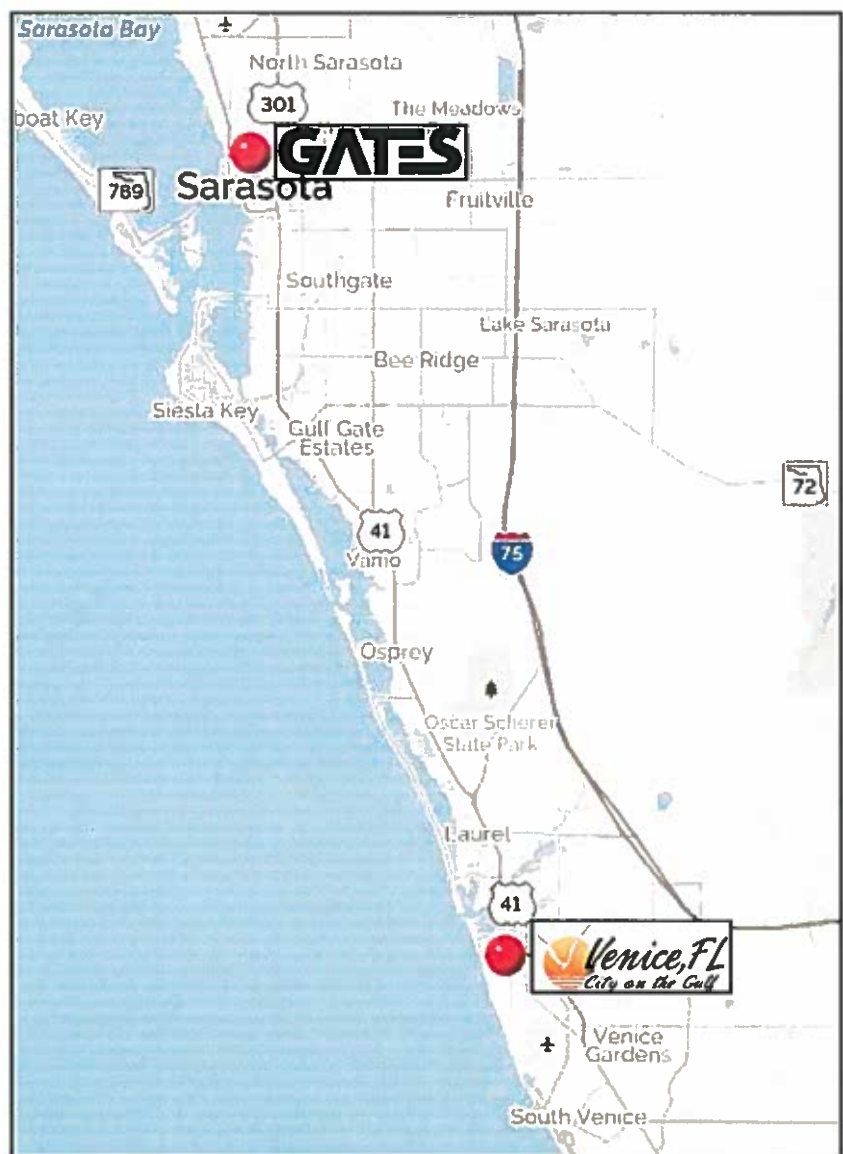 Sarasota Bay
North Sarasota
301
The Meadows
boat Key
GATES
789
Sarasota
Fruitville
Southgate
Lake Sarasota
Bee Ridge
Siesta Key
Gulf Gate
Estates
72
41
75
Vamo
Osprey
Oscar Scherer
State Park
Laurel
41
Venice, FL
City on the Gulf
Venice
Gardens
South Venice